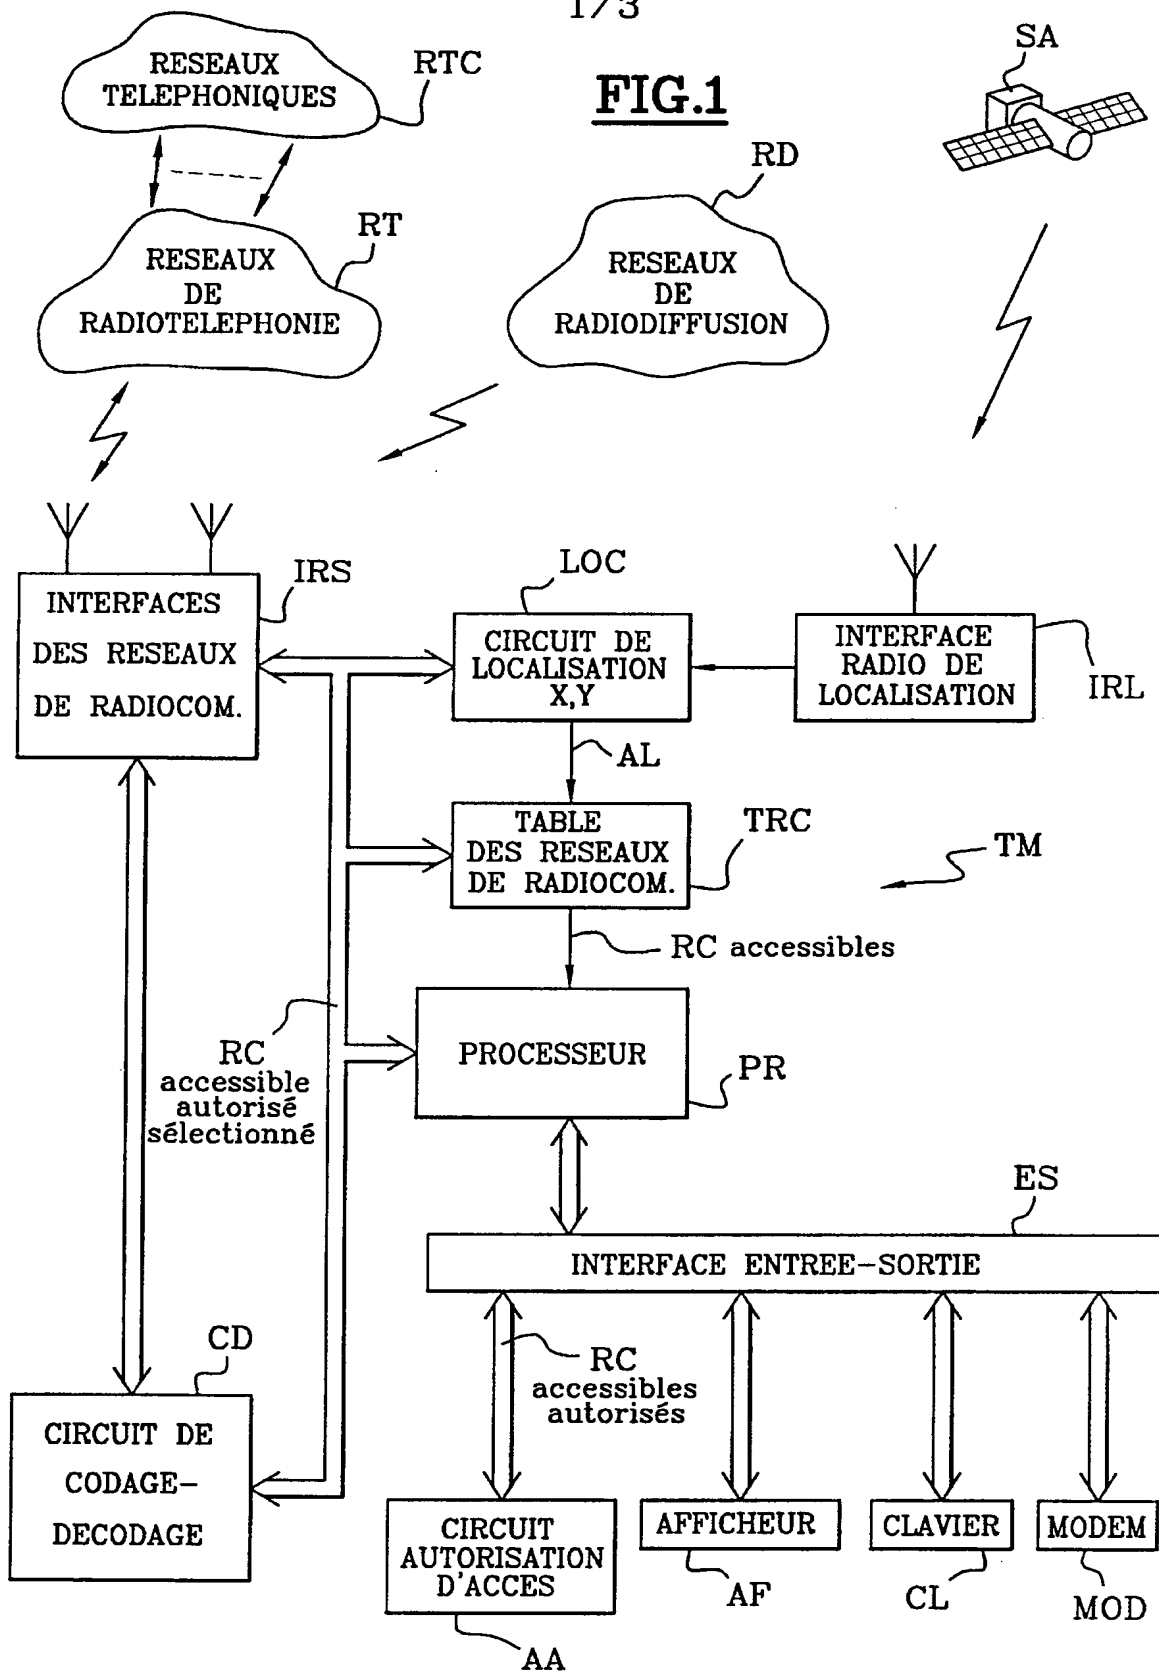 1/3
FIG.1
RESEAUX
TELEPHONIQUES
RTC
SA
RD
RT
RESEAUX
DE
RADIOTELEPHONIE
RESEAUX
DE
RADIODIFFUSION
IRS
INTERFACES
DES RESEAUX
DE RADIOCOM.
LOC
CIRCUIT DE
LOCALISATION
X,Y
INTERFACE
RADIO DE
LOCALISATION
IRL
AL
TABLE
DES RESEAUX
DE RADIOCOM.
TRC
TM
RC accessibles
RC
accessible
autorisé
sélectionné
PROCESSEUR
PR
ES
INTERFACE ENTREE-SORTIE
CD
CIRCUIT DE
CODAGE-
DECODAGE
RC
accessibles
autorisés
CIRCUIT
AUTORISATION
D'ACCES
AA
AFFICHEUR
AF
CLAVIER
CL
MODEM
MOD